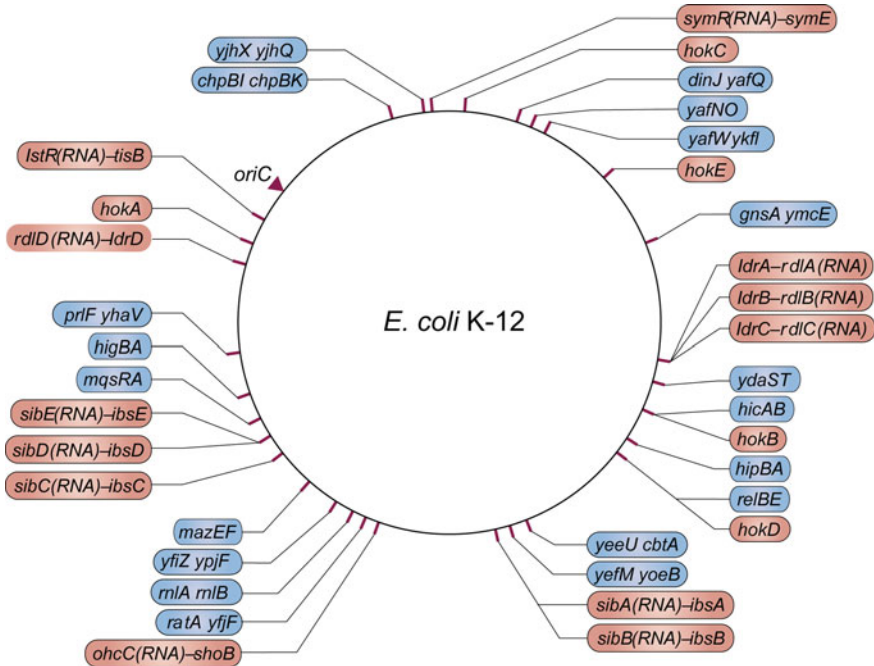 symR(RNA)–symE
yjhX yjhQ
hokC
chpBI chpBK
dinJ yafQ
yafNO
yafWykfI
IstR(RNA)–tisB
oriC
hokE
hokA
gnsA ymcE
rdlD(RNA)–ldrD
ldrA–rdlA(RNA)
ldrB–rdlB(RNA)
prlF yhaV
E. coli K-12
ldrC–rdlC(RNA)
higBA
mqsRA
ydaST
sibE(RNA)–ibsE
hicAB
hokB
sibD(RNA)–ibsD
hipBA
sibC(RNA)–ibsC
relBE
mazEF
hokD
yfiZ ypjF
yeeU cbtA
rnlA rnlB
yefM yoeB
ratA yfjF
sibA(RNA)–ibsA
ohcC(RNA)–shoB
sibB(RNA)–ibsB